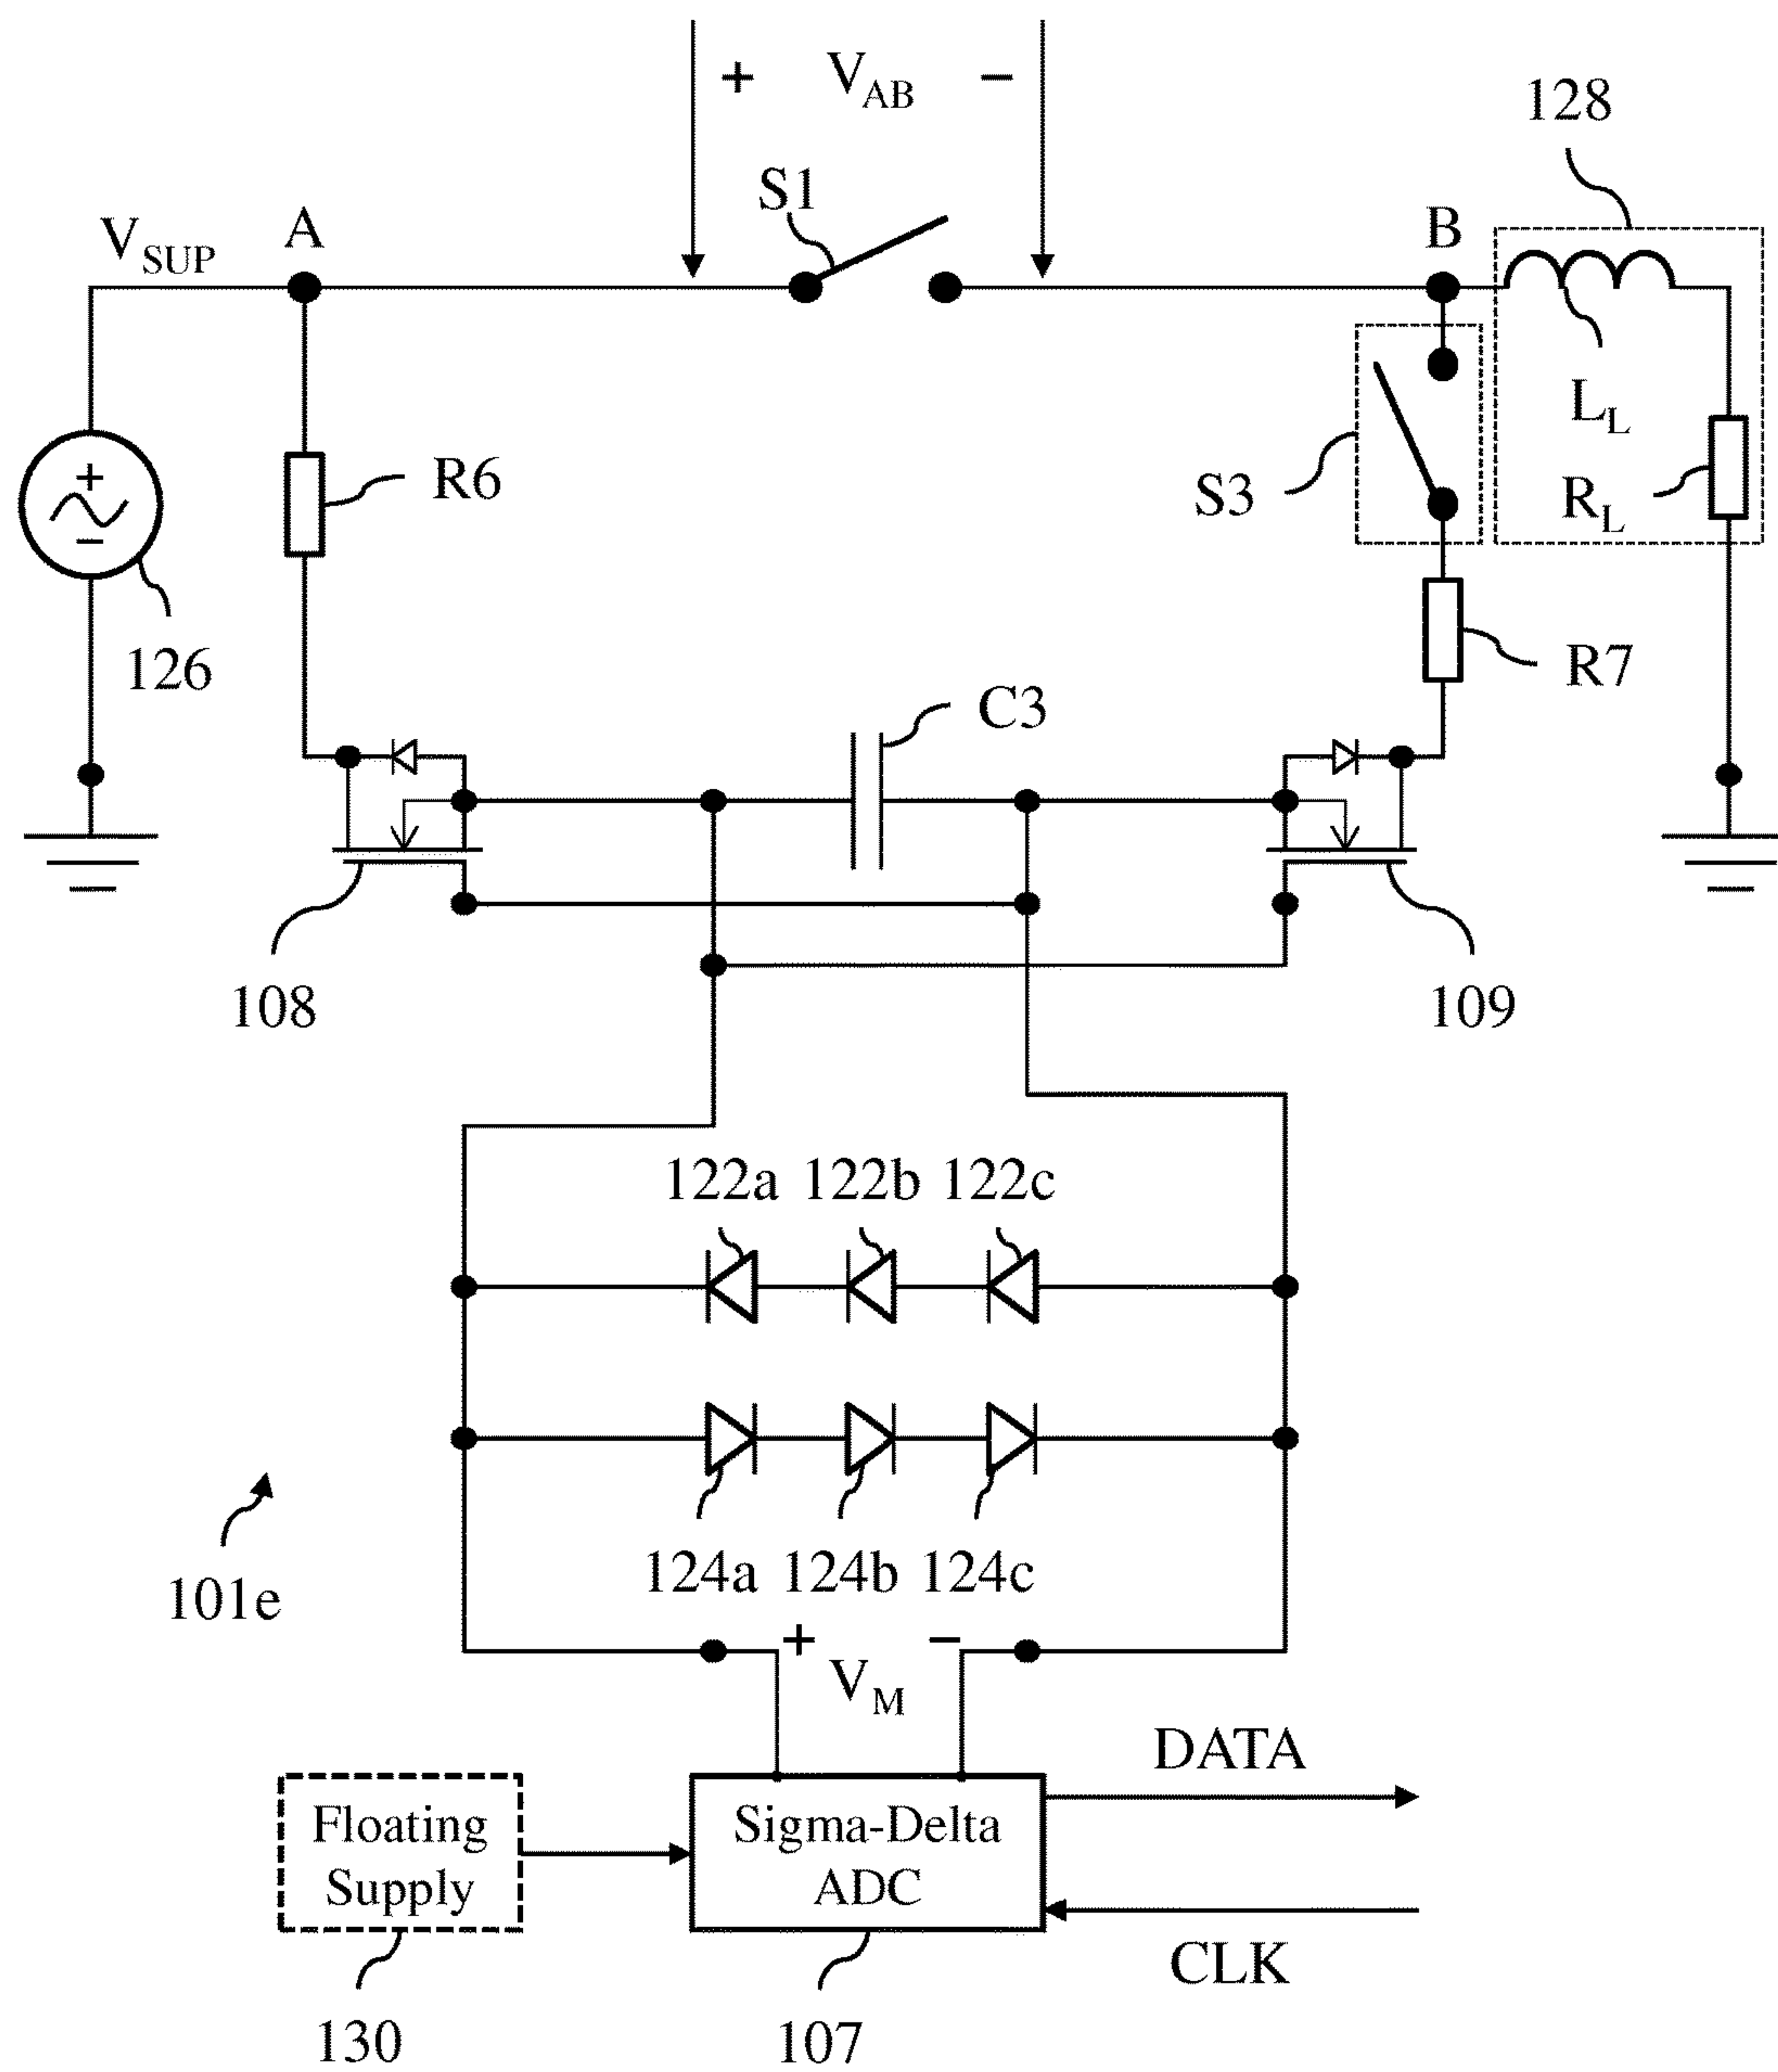 + V_AB −
128
S1
V_SUP
A
B
L_L
R6
S3
R_L
+
−
126
R7
C3
108
109
122a 122b 122c
101e
124a 124b 124c
+ −
V_M
DATA
Floating
Supply
Sigma-Delta
ADC
CLK
130
107